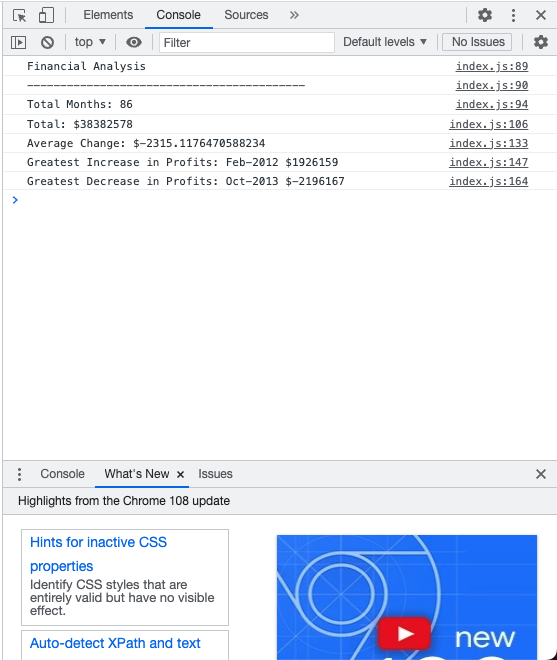 Elements Console Sources
top Filter Default levels No Issues
Financial Analysis index.js:89
------------------------------------------ index.js:90
Total Months: 86 index.js:94
Total: $38382578 index.js:106
Average Change: $-2315.1176470588234 index.js:133
Greatest Increase in Profits: Feb-2012 $1926159 index.js:147
Greatest Decrease in Profits: Oct-2013 $-2196167 index.js:164
Console What's New Issues
Highlights from the Chrome 108 update
Hints for inactive CSS
properties
Identify CSS styles that are
entirely valid but have no visible
effect.
Auto-detect XPath and text
new